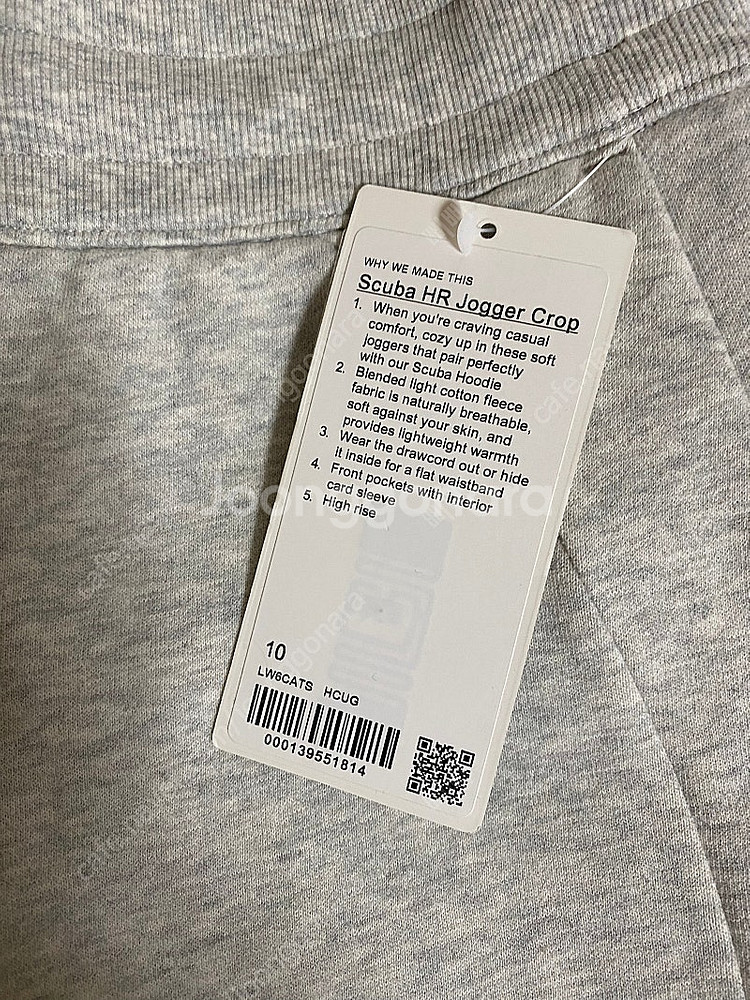 WHY WE MADE THIS
Scuba HR Jogger Crop
1. When you're craving casual
comfort, cozy up in these soft
joggers that pair perfectly
with our Scuba Hoodie
2. Blended light cotton fleece
fabric is naturally breathable,
soft against your skin, and
provides lightweight warmth
3. Wear the drawcord out or hide
it inside for a flat waistband
4. Front pockets with interior
card sleeve
5. High rise
joonggonara
10
LW6CATS HCUG
000139551814